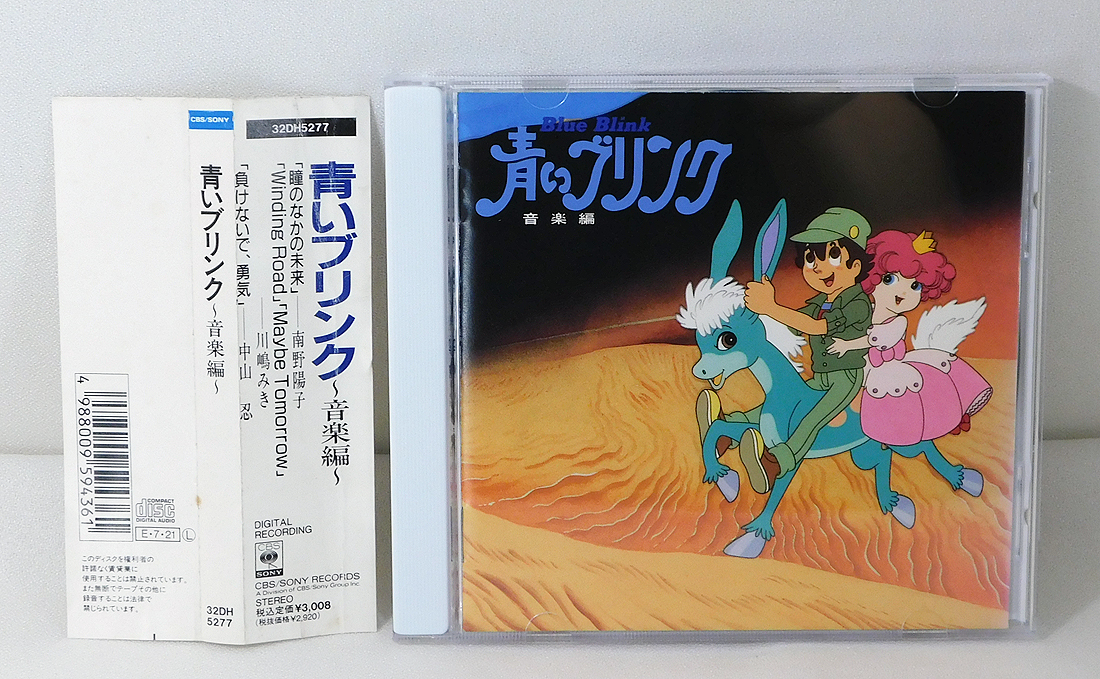 CBS/SONY
青いブリンク〜音楽編〜
32DH
5277
4 988009 594361
COMPACT
disc
DIGITAL AUDIO
E・7・21 L
このディスクを権利者の
許諾なく賃貸業に
使用することは禁止されています。
また無断でテープその他に
録音することは法律で
禁じられています。
32DH5277
青いブリンク〜音楽編〜
「瞳のなかの未来」——南野陽子
「Winding Road」「Maybe Tomorrow」
——川嶋みき
「負けないで、勇気」——中山 忍
DIGITAL
RECORDING
CBS
SONY
CBS/SONY RECORDS
A Division of CBS/Sony Group Inc.
STEREO
税込定価¥3,008
(税抜価格¥2,920)
Blue Blink
青いブリンク
音楽編